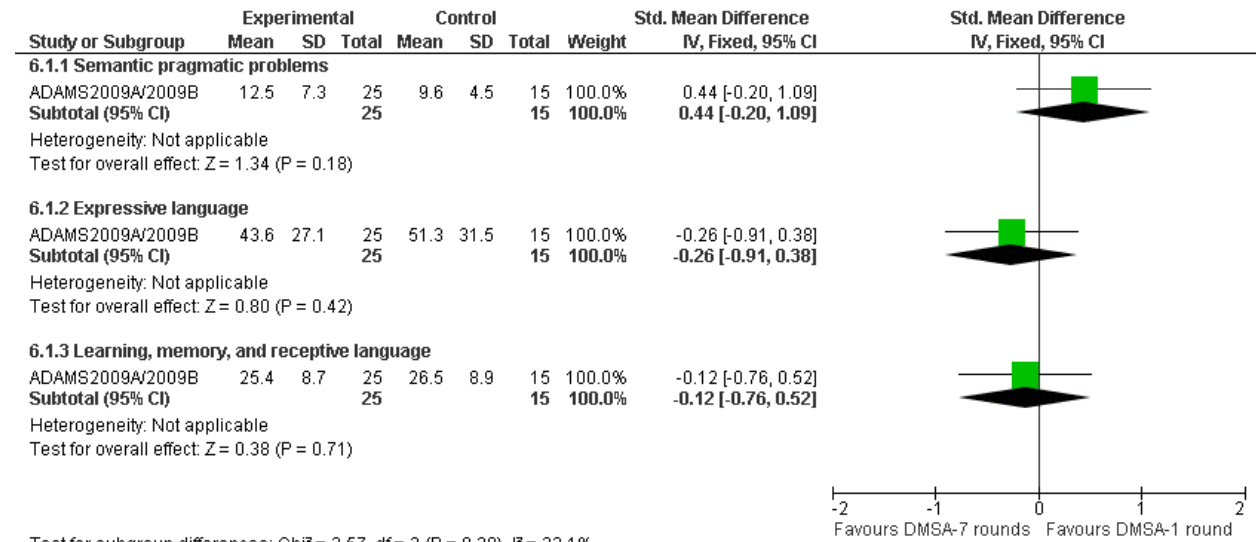 Experimental Control Std. Mean Difference Std. Mean Difference
Study or Subgroup Mean SD Total Mean SD Total Weight IV, Fixed, 95% CI IV, Fixed, 95% CI
6.1.1 Semantic pragmatic problems
ADAMS2009A/2009B 12.5 7.3 25 9.6 4.5 15 100.0% 0.44 [-0.20, 1.09]
Subtotal (95% CI) 25 15 100.0% 0.44 [-0.20, 1.09]
Heterogeneity: Not applicable
Test for overall effect: Z = 1.34 (P = 0.18)
6.1.2 Expressive language
ADAMS2009A/2009B 43.6 27.1 25 51.3 31.5 15 100.0% -0.26 [-0.91, 0.38]
Subtotal (95% CI) 25 15 100.0% -0.26 [-0.91, 0.38]
Heterogeneity: Not applicable
Test for overall effect: Z = 0.80 (P = 0.42)
6.1.3 Learning, memory, and receptive language
ADAMS2009A/2009B 25.4 8.7 25 26.5 8.9 15 100.0% -0.12 [-0.76, 0.52]
Subtotal (95% CI) 25 15 100.0% -0.12 [-0.76, 0.52]
Heterogeneity: Not applicable
Test for overall effect: Z = 0.38 (P = 0.71)
-2 -1 0 1 2
Favours DMSA-7 rounds Favours DMSA-1 round
Test for subgroup differences: